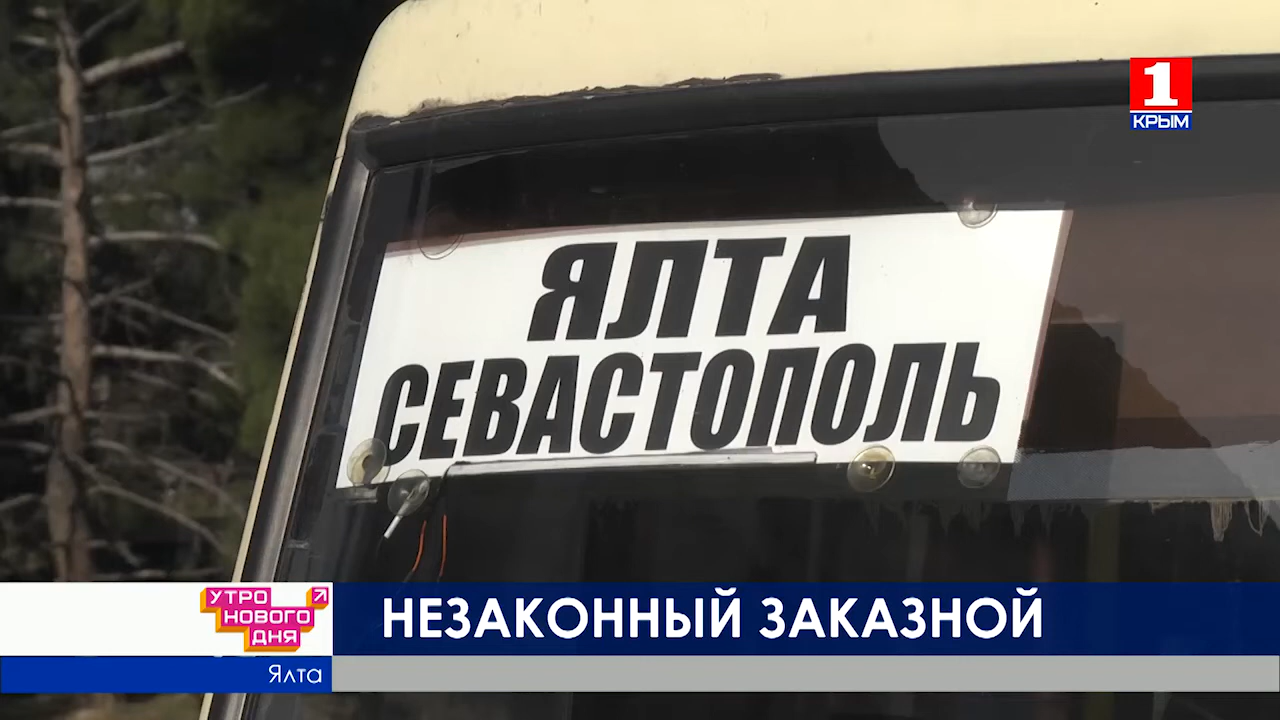 1
КРЫМ
ЯЛТА
СЕВАСТОПОЛЬ
УТРО
НОВОГО
ДНЯ
НЕЗАКОННЫЙ ЗАКАЗНОЙ
Ялта